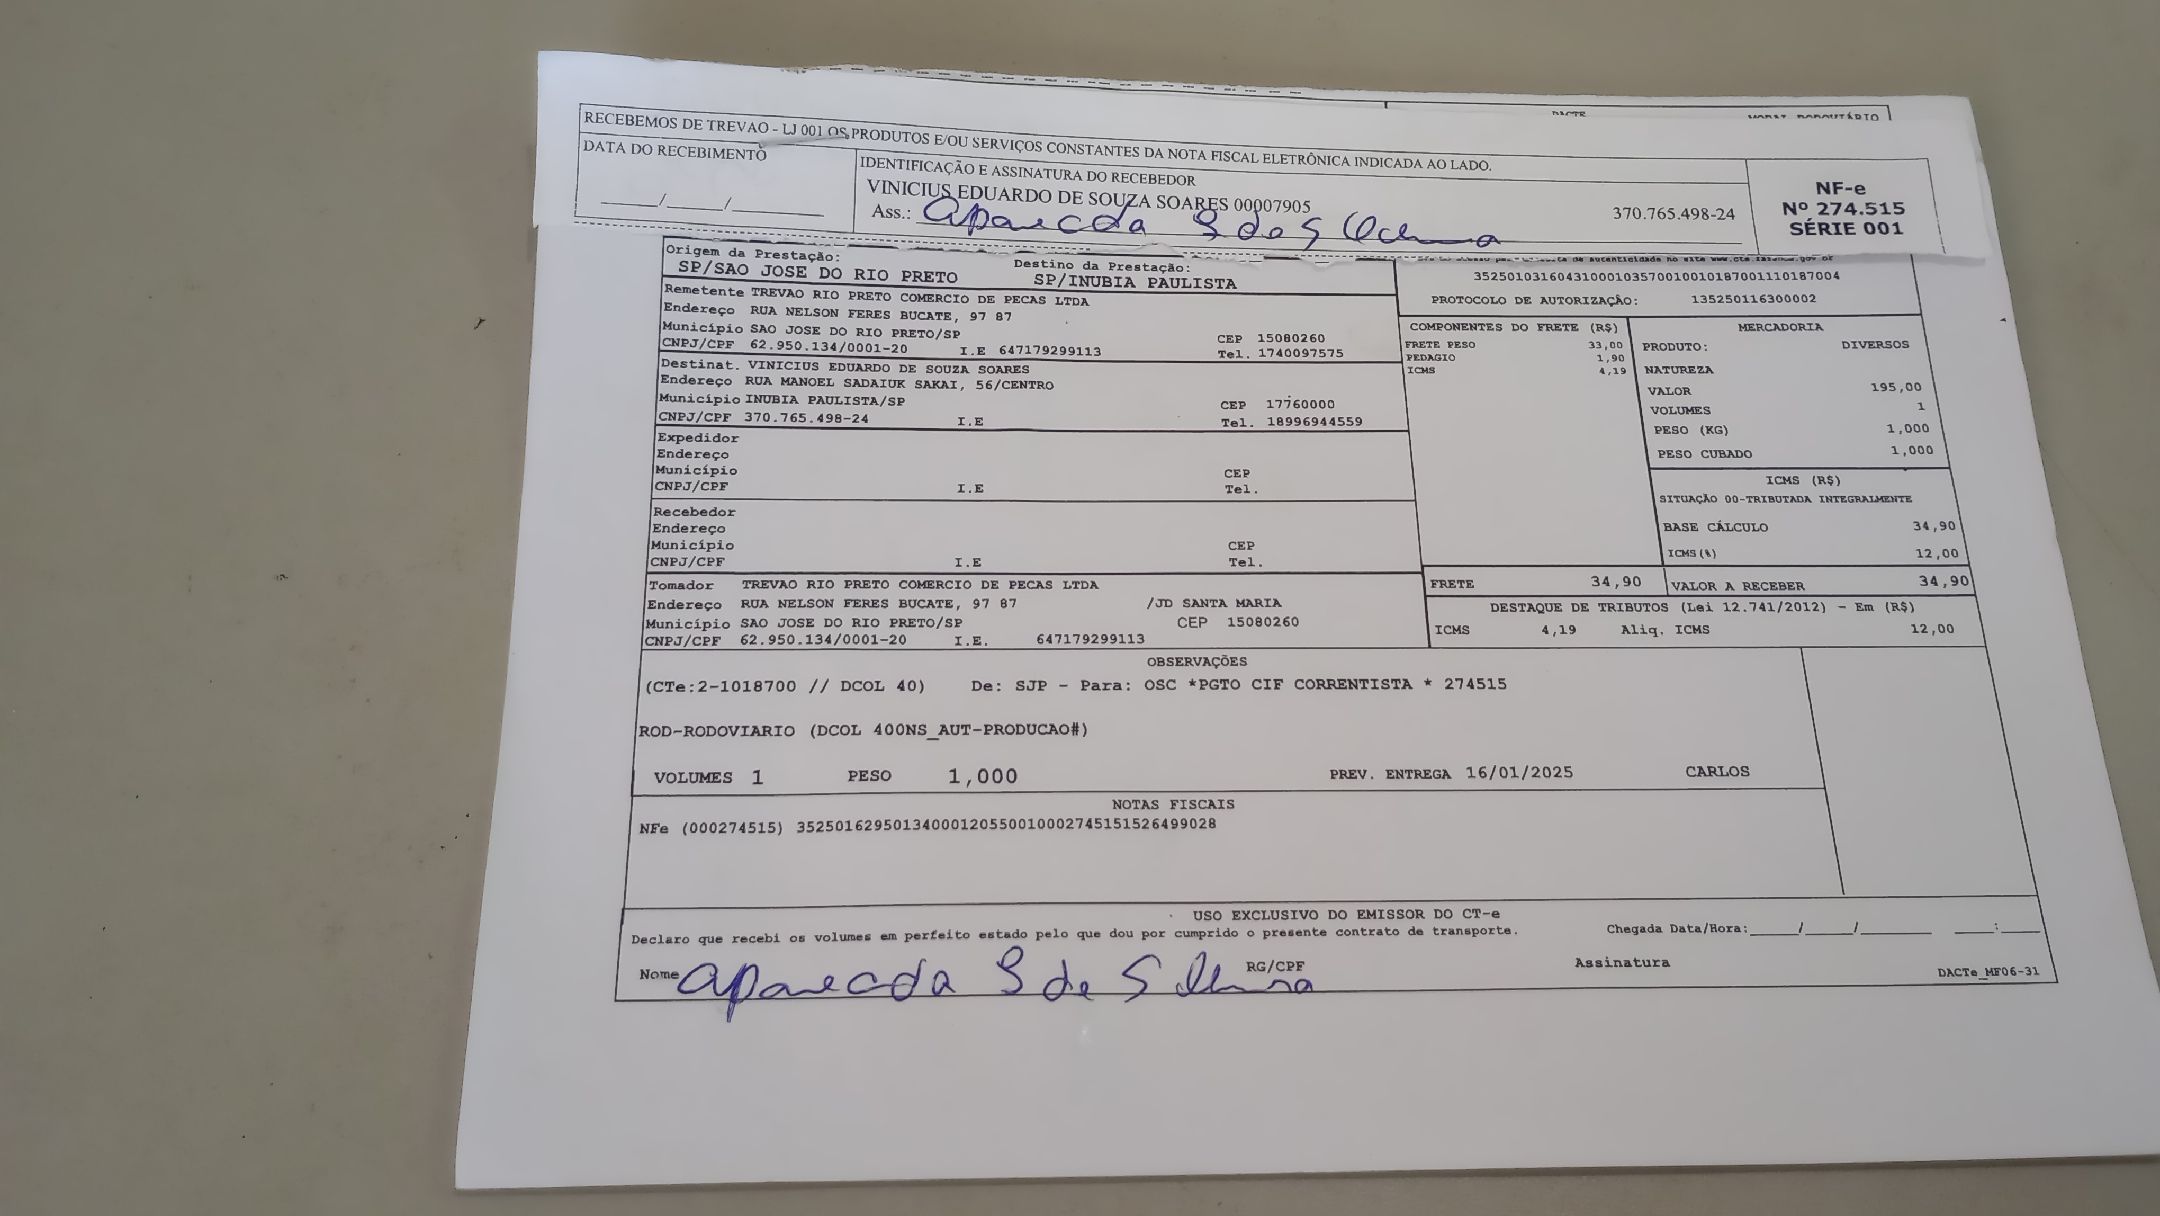 DACTE
RECEBEMOS DE TREVAO - LJ 001 OS PRODUTOS E/OU SERVIÇOS CONSTANTES DA NOTA FISCAL ELETRÔNICA INDICADA AO LADO.
DATA DO RECEBIMENTO
___/___/___
IDENTIFICAÇÃO E ASSINATURA DO RECEBEDOR
VINICIUS EDUARDO DE SOUZA SOARES 00007905
Ass.: 370.765.498-24
NF-e
Nº 274.515
SÉRIE 001
Origem da Prestação: Destino da Prestação:
SP/SAO JOSE DO RIO PRETO SP/INUBIA PAULISTA
Remetente TREVAO RIO PRETO COMERCIO DE PECAS LTDA
Endereço RUA NELSON FERES BUCATE, 97 87
Município SAO JOSE DO RIO PRETO/SP CEP 15080260
CNPJ/CPF 62.950.134/0001-20 I.E 647179299113 Tel. 1740097575
Destinat. VINICIUS EDUARDO DE SOUZA SOARES
Endereço RUA MANOEL SADAIUK SAKAI, 56/CENTRO
Município INUBIA PAULISTA/SP CEP 17760000
CNPJ/CPF 370.765.498-24 I.E Tel. 18996944559
Expedidor
Endereço
Município CEP
CNPJ/CPF I.E Tel.
Recebedor
Endereço
Município CEP
CNPJ/CPF I.E Tel.
Tomador TREVAO RIO PRETO COMERCIO DE PECAS LTDA
Endereço RUA NELSON FERES BUCATE, 97 87 /JD SANTA MARIA
Município SAO JOSE DO RIO PRETO/SP CEP 15080260
CNPJ/CPF 62.950.134/0001-20 I.E. 647179299113
35250103160431000103570010010187001110187004
PROTOCOLO DE AUTORIZAÇÃO: 135250116300002
COMPONENTES DO FRETE (R$)
FRETE PESO 33,00
PEDAGIO 1,90
ICMS 4,19
MERCADORIA
PRODUTO: DIVERSOS
NATUREZA
VALOR 195,00
VOLUMES 1
PESO (KG) 1,000
PESO CUBADO 1,000
ICMS (R$)
SITUAÇÃO 00-TRIBUTADA INTEGRALMENTE
BASE CÁLCULO 34,90
ICMS(%) 12,00
FRETE 34,90 VALOR A RECEBER 34,90
DESTAQUE DE TRIBUTOS (Lei 12.741/2012) - Em (R$)
ICMS 4,19 Aliq. ICMS 12,00
OBSERVAÇÕES
(CTe:2-1018700 // DCOL 40) De: SJP - Para: OSC *PGTO CIF CORRENTISTA * 274515
ROD-RODOVIARIO (DCOL 400NS_AUT-PRODUCAO#)
VOLUMES 1 PESO 1,000 PREV. ENTREGA 16/01/2025 CARLOS
NOTAS FISCAIS
NFe (000274515) 35250162950134000120550010002745151526499028
USO EXCLUSIVO DO EMISSOR DO CT-e
Declaro que recebi os volumes em perfeito estado pelo que dou por cumprido o presente contrato de transporte. Chegada Data/Hora:___/___/___ __:__
Nome RG/CPF Assinatura
DACTe_MF06-31